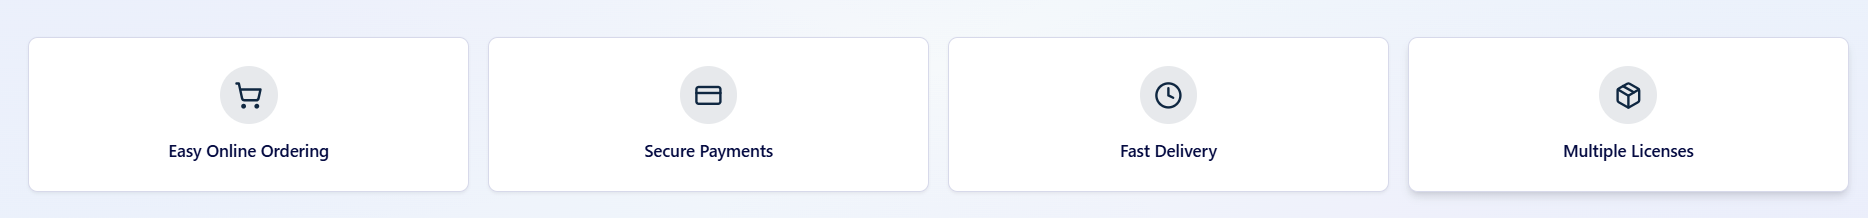 Easy Online Ordering
Secure Payments
Fast Delivery
Multiple Licenses